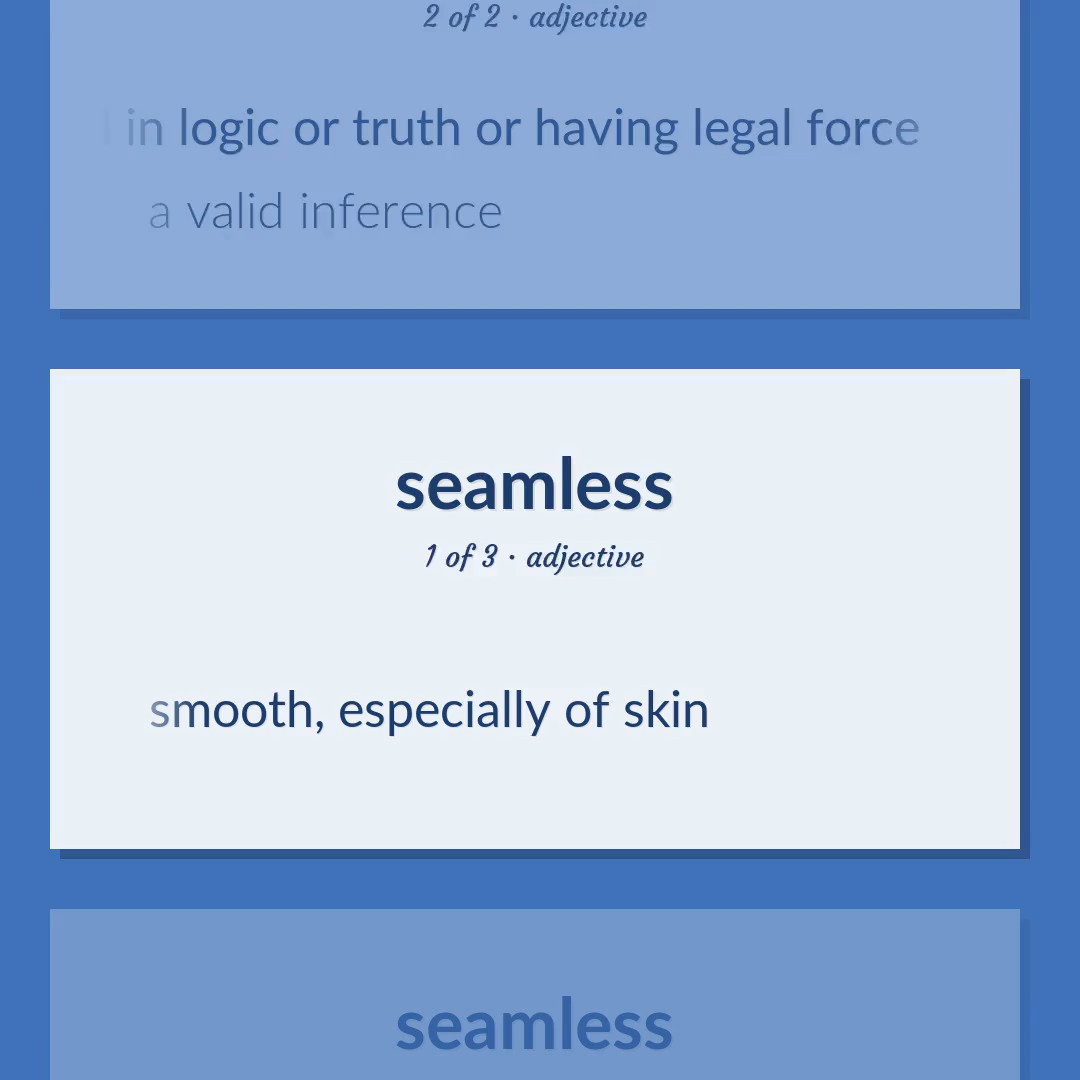 2 of 2 · adjective
in logic or truth or having legal force
a valid inference
seamless
1 of 3 · adjective
smooth, especially of skin
seamless